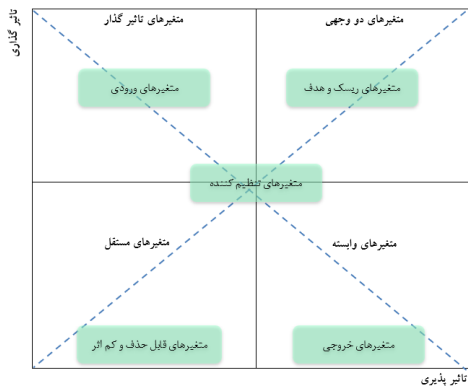 تاثیر گذاری
متغیرهای دو وجهی
متغیرهای تاثیر گذار
متغیرهای ریسک و هدف
متغیرهای ورودی
متغیرهای تنظیم کننده
متغیرهای وابسته
متغیرهای مستقل
متغیرهای خروجی
متغیرهای قابل حذف و کم اثر
تاثیر پذیری